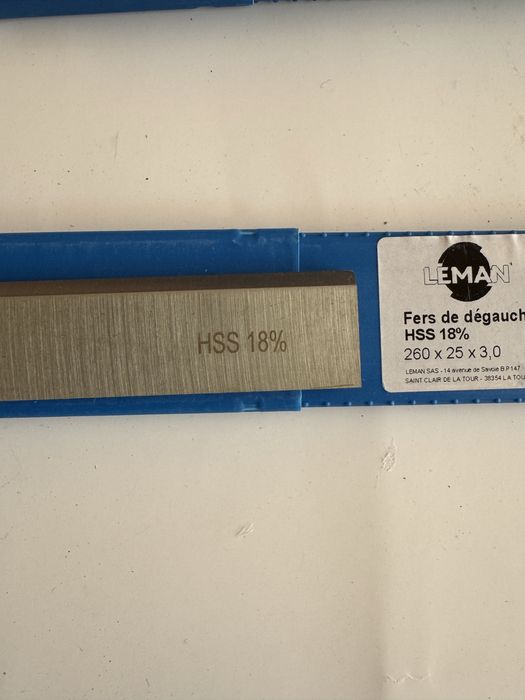 HSS 18%
LEMAN
Fers de dégauch
HSS 18%
260 x 25 x 3,0
LEMAN SAS - 14 avenue de Savoie B.P147
SAINT CLAIR DE LA TOUR - 38354 LA TOU